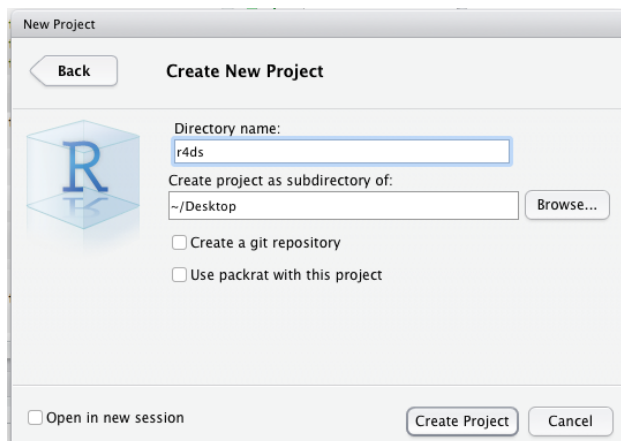 New Project
Back
Create New Project
Directory name:
r4ds
Create project as subdirectory of:
~/Desktop
Browse...
Create a git repository
Use packrat with this project
Open in new session
Create Project
Cancel